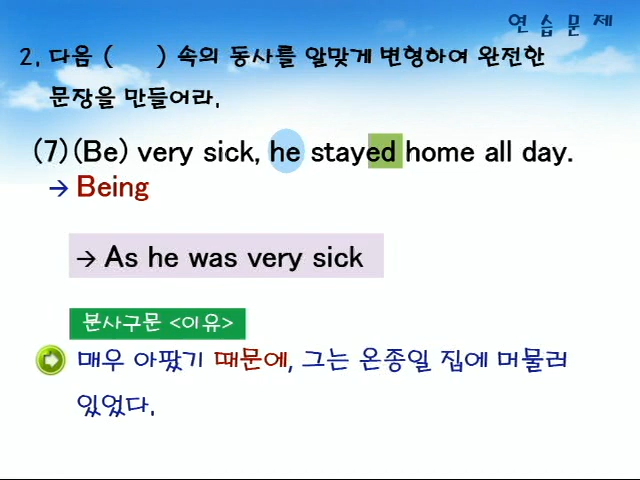 연습문제
2. 다음 (    ) 속의 동사를 알맞게 변형하여 완전한
문장을 만들어라.
(7)(Be) very sick, he stayed home all day.
→ Being
→ As he was very sick
분사구문 <이유>
매우 아팠기 때문에, 그는 온종일 집에 머물러
있었다.